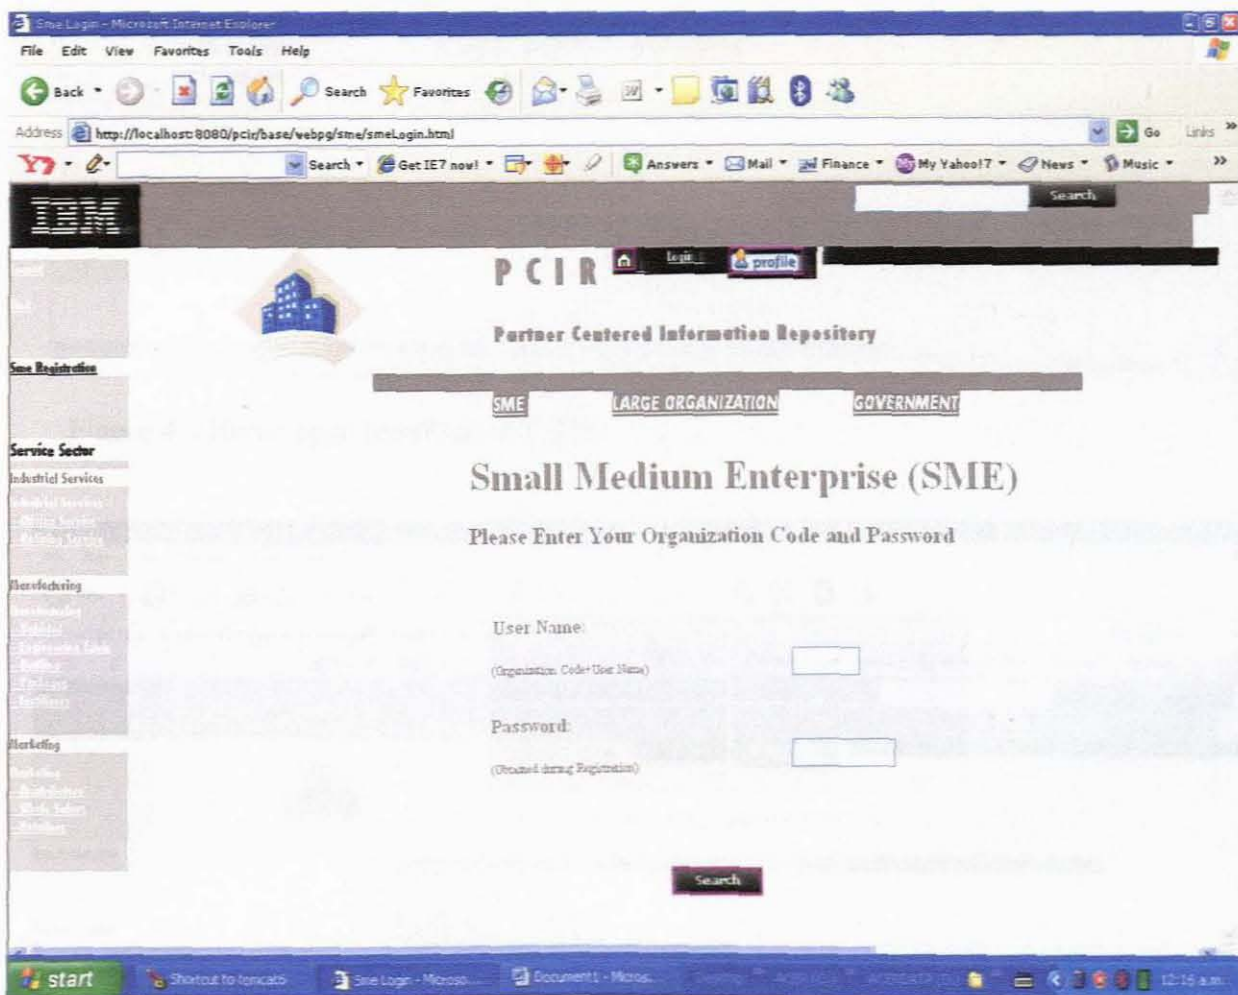 Sme Login - Microsoft Internet Explorer
File Edit View Favorites Tools Help
Back Search Favorites
Address http://localhost:8080/pcir/base/webpg/sme/smeLogin.html Go Links »
Y7 Search Get IE7 now! Answers Mail Finance My Yahoo!7 News Music »
IBM Search
Login profile
P C I R
Partner Centered Information Repository
Sme Registration
SME LARGE ORGANIZATION GOVERNMENT
Service Sector
Industrial Services
Small Medium Enterprise (SME)
Please Enter Your Organization Code and Password
Manufacturing
User Name:
(Organization Code+User Name)
Password:
(Obtained during Registration)
Marketing
Search
start Shortcut to tomcat5 Sme Login - Microso... Document1 - Micros... 12:16 a.m.